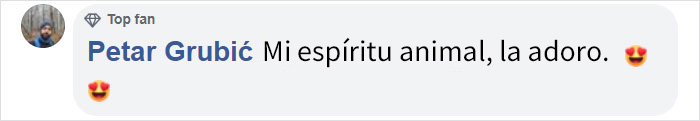 Top fan
Petar Grubić Mi espíritu animal, la adoro. 😍
😍